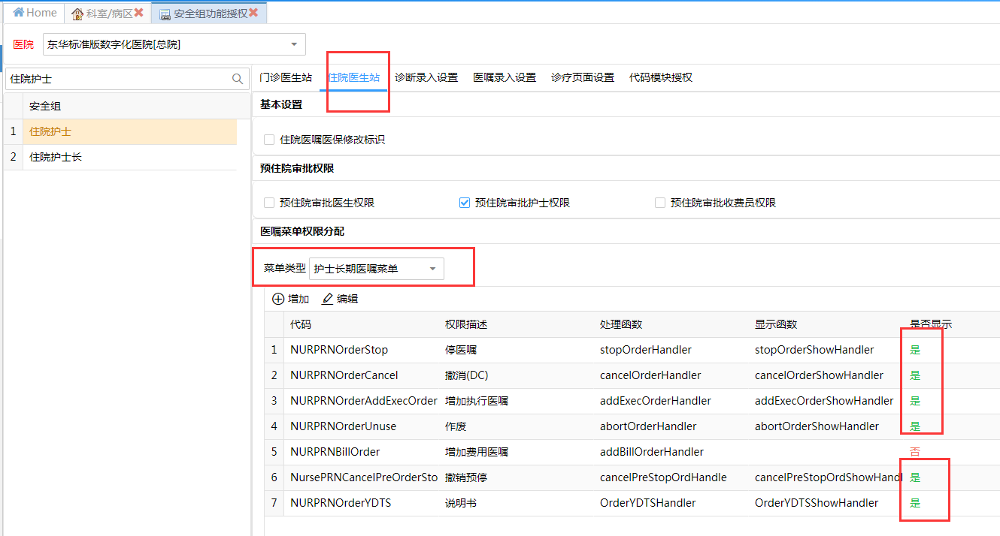 Home 科室/病区 安全组功能授权
医院 东华标准版数字化医院[总院]
住院护士
安全组
1 住院护士
2 住院护士长
门诊医生站 住院医生站 诊断录入设置 医嘱录入设置 诊疗页面设置 代码模块授权
基本设置
住院医嘱医保修改标识
预住院审批权限
预住院审批医生权限 预住院审批护士权限 预住院审批收费员权限
医嘱菜单权限分配
菜单类型 护士长期医嘱菜单
增加 编辑
代码 权限描述 处理函数 显示函数 是否显示
1 NURPRNOrderStop 停医嘱 stopOrderHandler stopOrderShowHandler 是
2 NURPRNOrderCancel 撤消(DC) cancelOrderHandler cancelOrderShowHandler 是
3 NURPRNOrderAddExecOrder 增加执行医嘱 addExecOrderHandler addExecOrderShowHandler 是
4 NURPRNOrderUnuse 作废 abortOrderHandler abortOrderShowHandler 是
5 NURPRNBillOrder 增加费用医嘱 addBillOrderHandler 否
6 NursePRNCancelPreOrderSto 撤销预停 cancelPreStopOrdHandle cancelPreStopOrdShowHandl 是
7 NURPRNOrderYDTS 说明书 OrderYDTSHandler OrderYDTSShowHandler 是